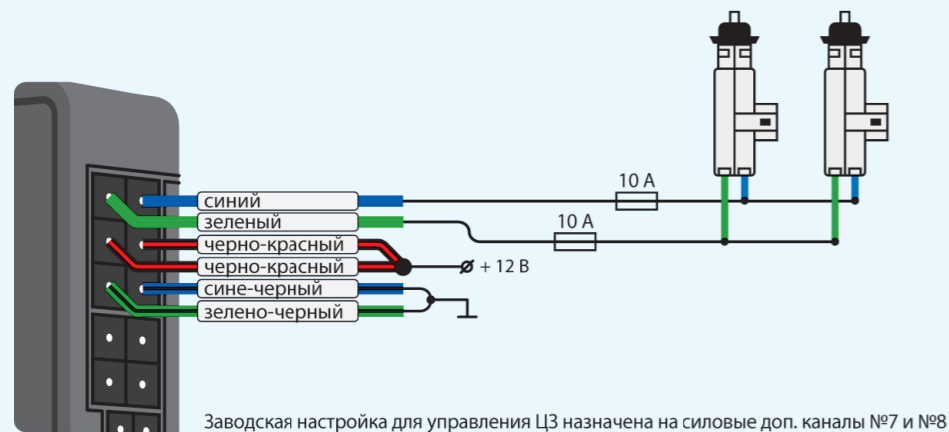 10 А
10 А
синий
зеленый
черно-красный
черно-красный
+ 12 В
сине-черный
зелено-черный
Заводская настройка для управления ЦЗ назначена на силовые доп. каналы №7 и №8